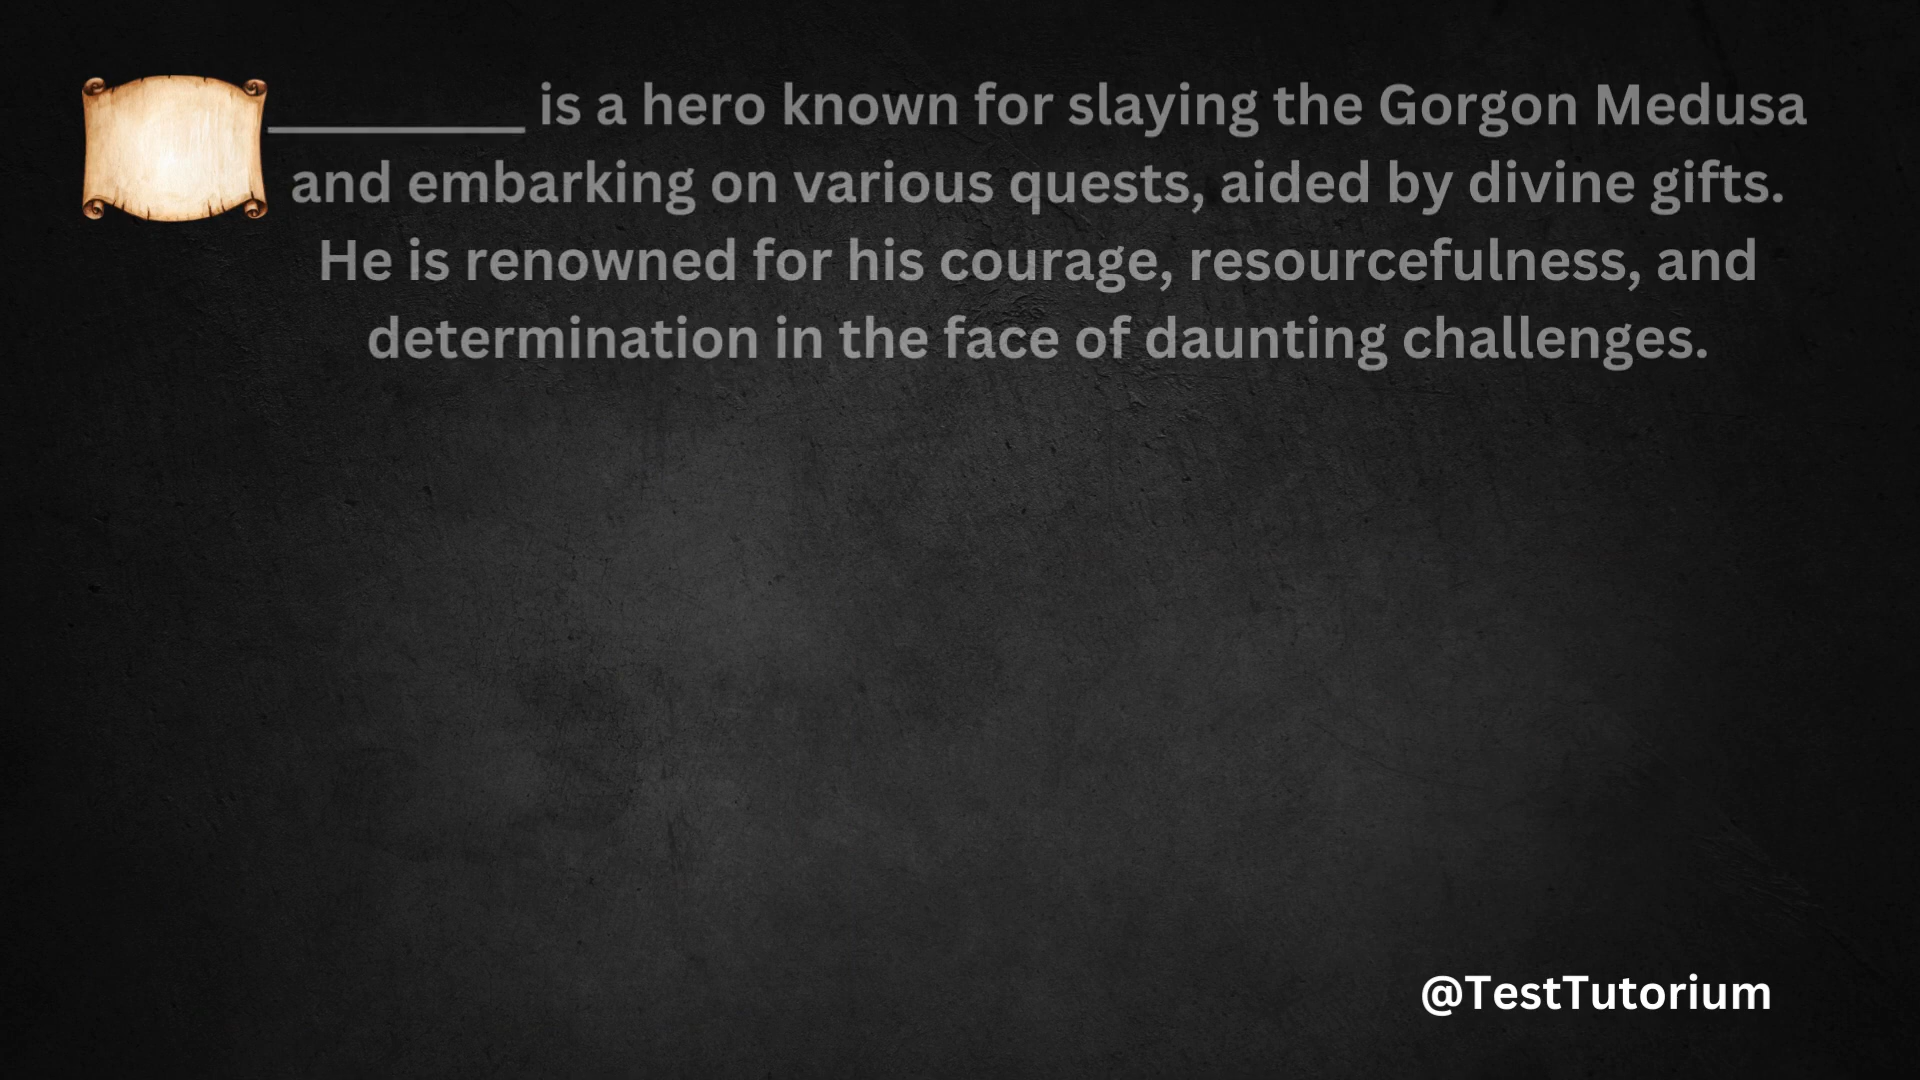 __________ is a hero known for slaying the Gorgon Medusa
and embarking on various quests, aided by divine gifts.
He is renowned for his courage, resourcefulness, and
determination in the face of daunting challenges.
@TestTutorium